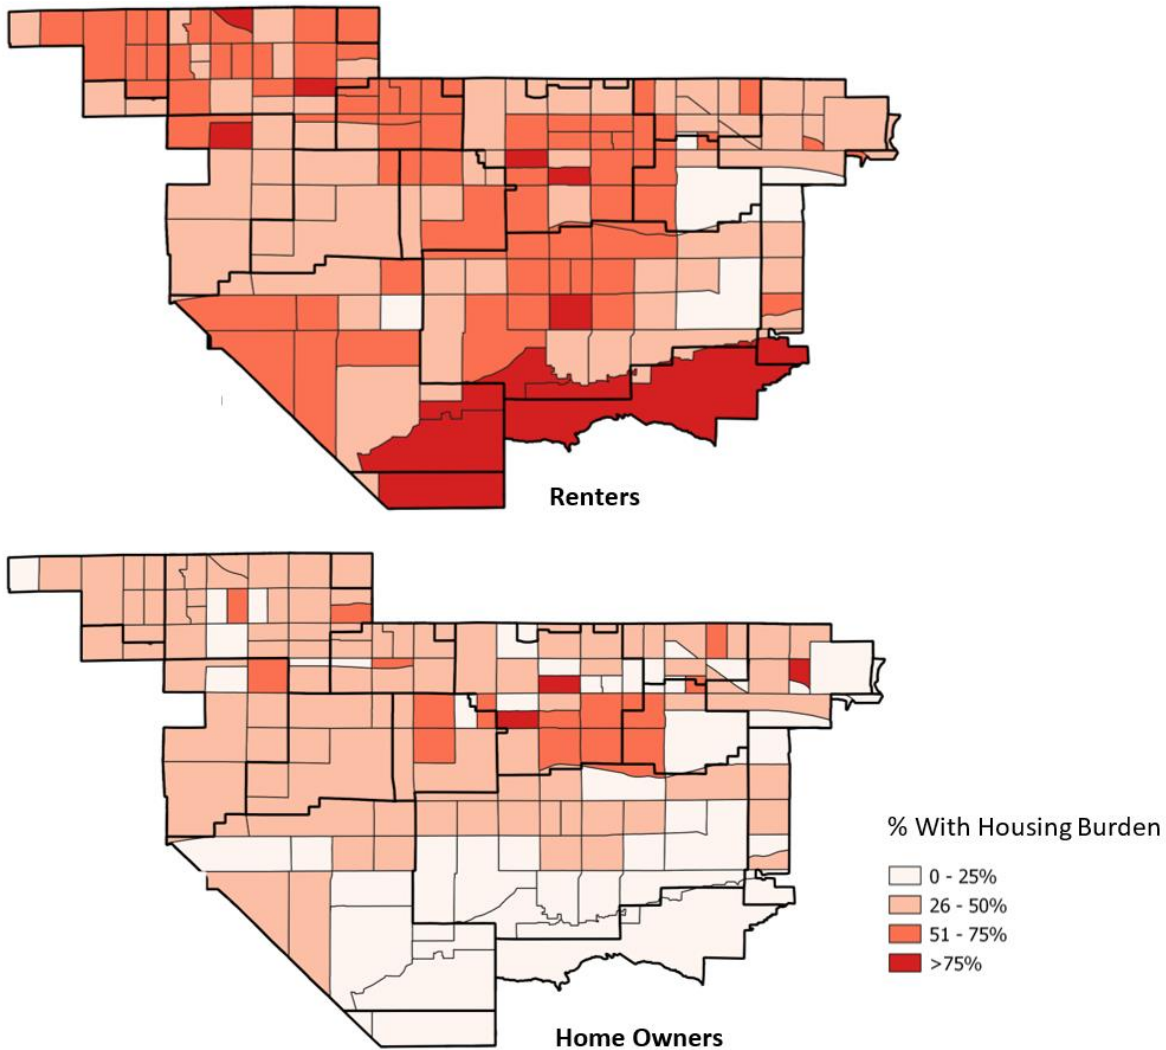 Renters
% With Housing Burden
0 - 25%
26 - 50%
51 - 75%
>75%
Home Owners